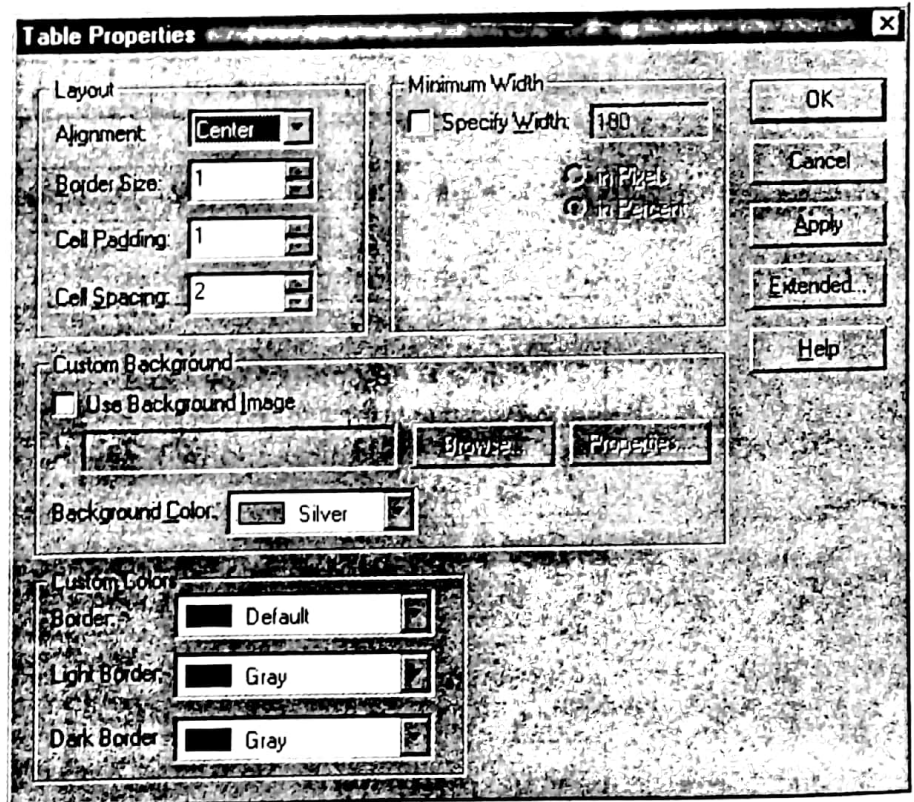 Table Properties
Layout
Alignment:
Center
Border Size:
1
Cell Padding:
1
Cell Spacing:
2
Minimum Width
Specify Width:
in Pixel
in Percent
OK
Cancel
Apply
Extended...
Help
Custom Background
Use Background Image
Browse...
Properties...
Background Color:
Silver
Custom Colors
Border:
Default
Light Border:
Gray
Dark Border
Gray